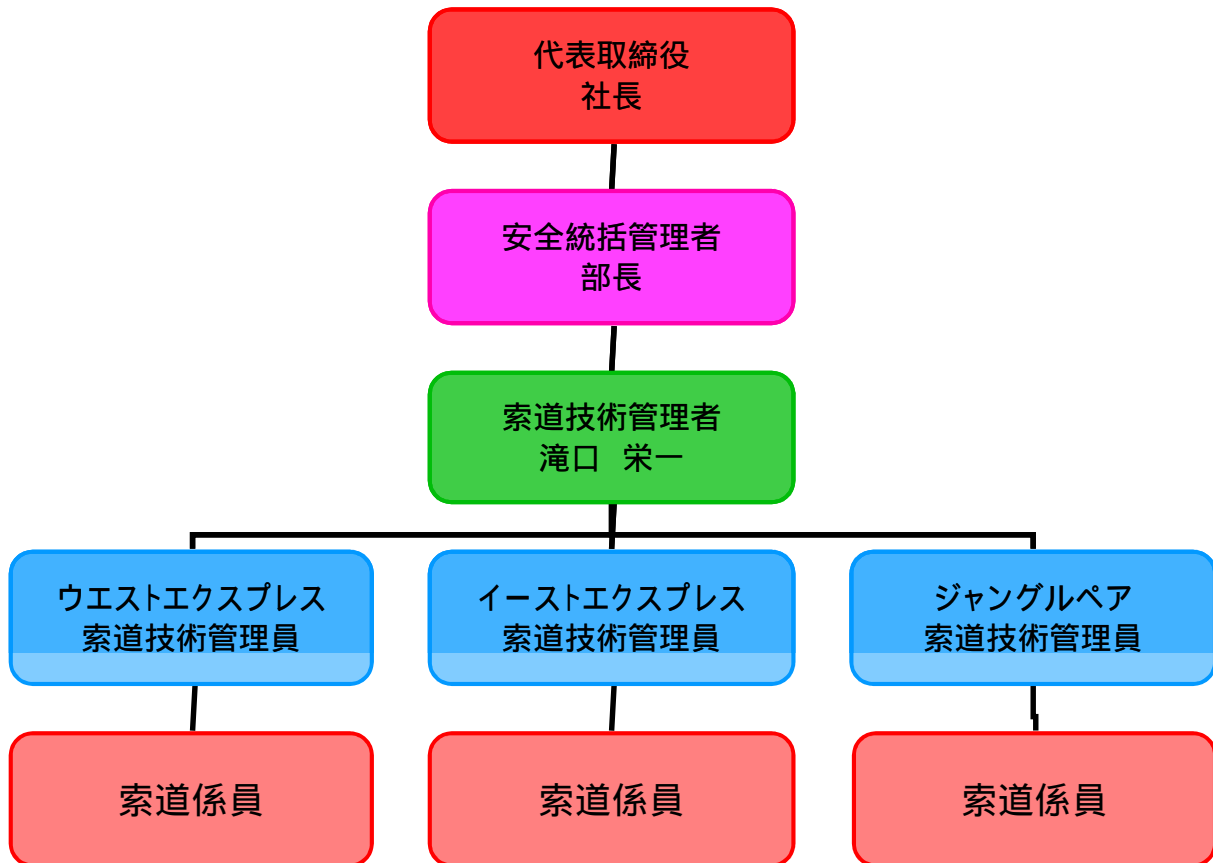 代表取締役
社長
安全統括管理者
部長
索道技術管理者
滝口　栄一
ウエストエクスプレス
索道技術管理員
イーストエクスプレス
索道技術管理員
ジャングルペア
索道技術管理員
索道係員
索道係員
索道係員